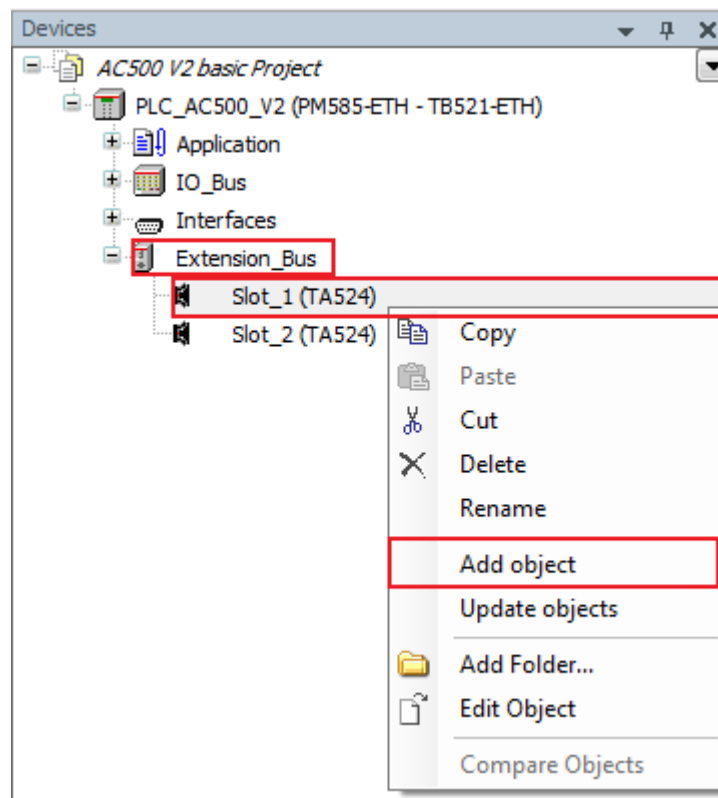 Devices
AC500 V2 basic Project
PLC_AC500_V2 (PM585-ETH - TB521-ETH)
Application
IO_Bus
Interfaces
Extension_Bus
Slot_1 (TA524)
Slot_2 (TA524)
Copy
Paste
Cut
Delete
Rename
Add object
Update objects
Add Folder...
Edit Object
Compare Objects